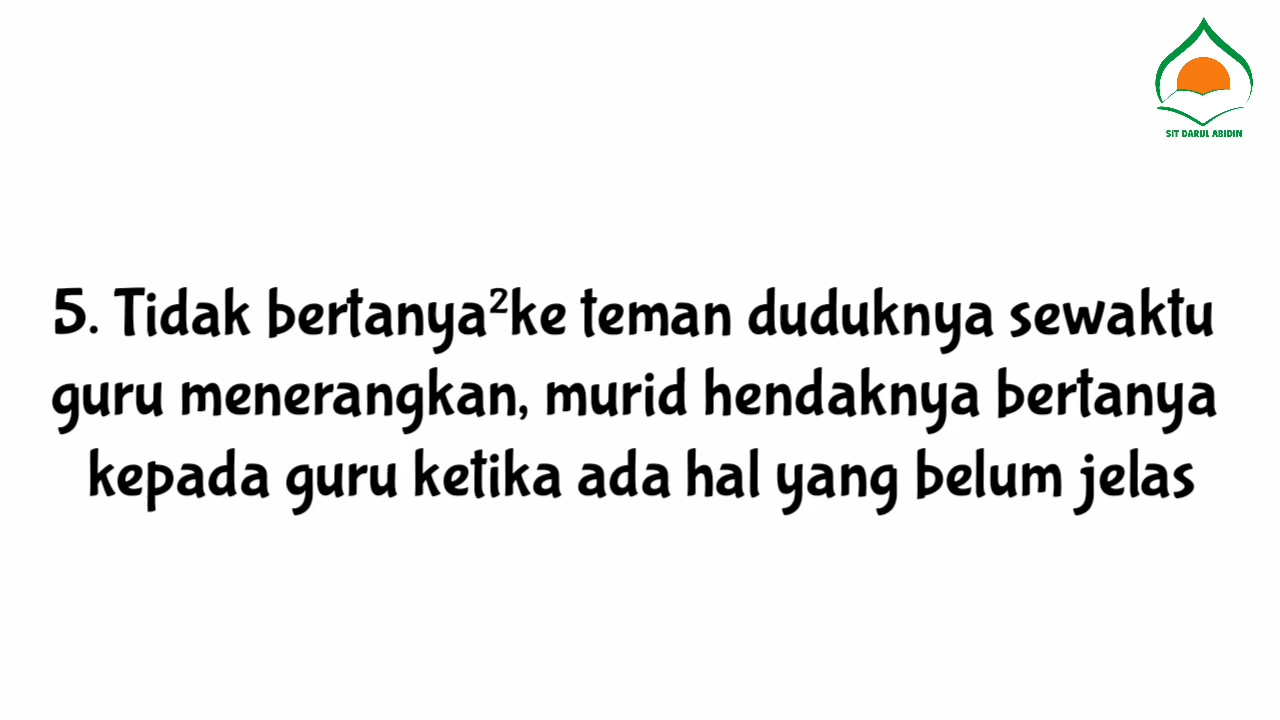 SIT DARUL ABIDIN
5. Tidak bertanya²ke teman duduknya sewaktu
guru menerangkan, murid hendaknya bertanya
kepada guru ketika ada hal yang belum jelas